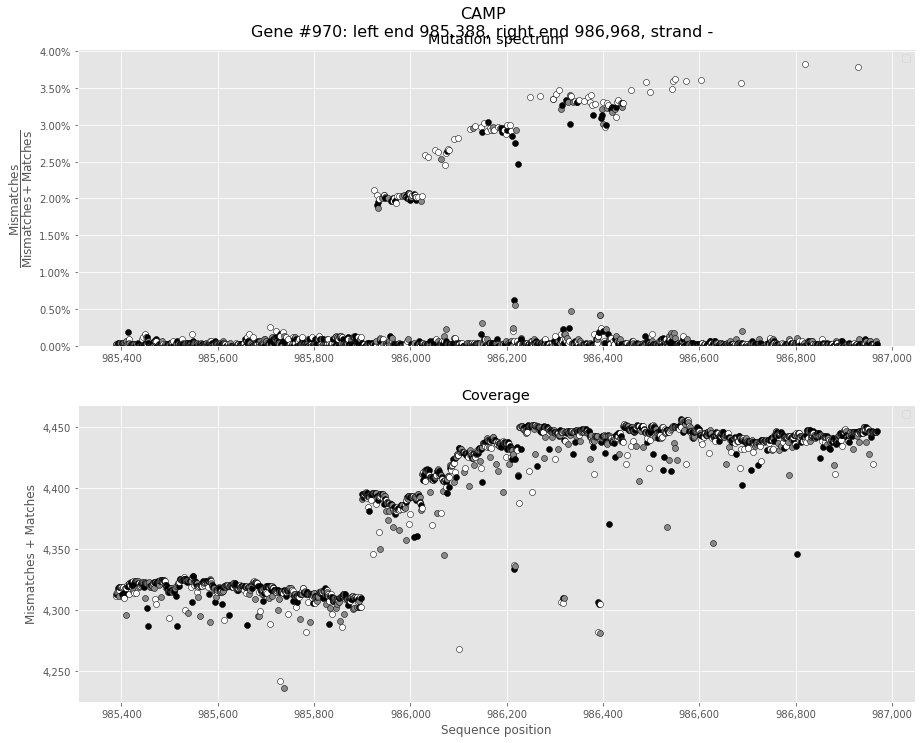 CAMP
Gene #970: left end 985,388, right end 986,968, strand -
Mutation spectrum
4.00%
3.50%
3.00%
2.50%
2.00%
1.50%
1.00%
0.50%
0.00%
Mismatches
Mismatches + Matches
985,400 985,600 985,800 986,000 986,200 986,400 986,600 986,800 987,000
Coverage
4,450
4,400
4,350
4,300
4,250
Mismatches + Matches
985,400 985,600 985,800 986,000 986,200 986,400 986,600 986,800 987,000
Sequence position